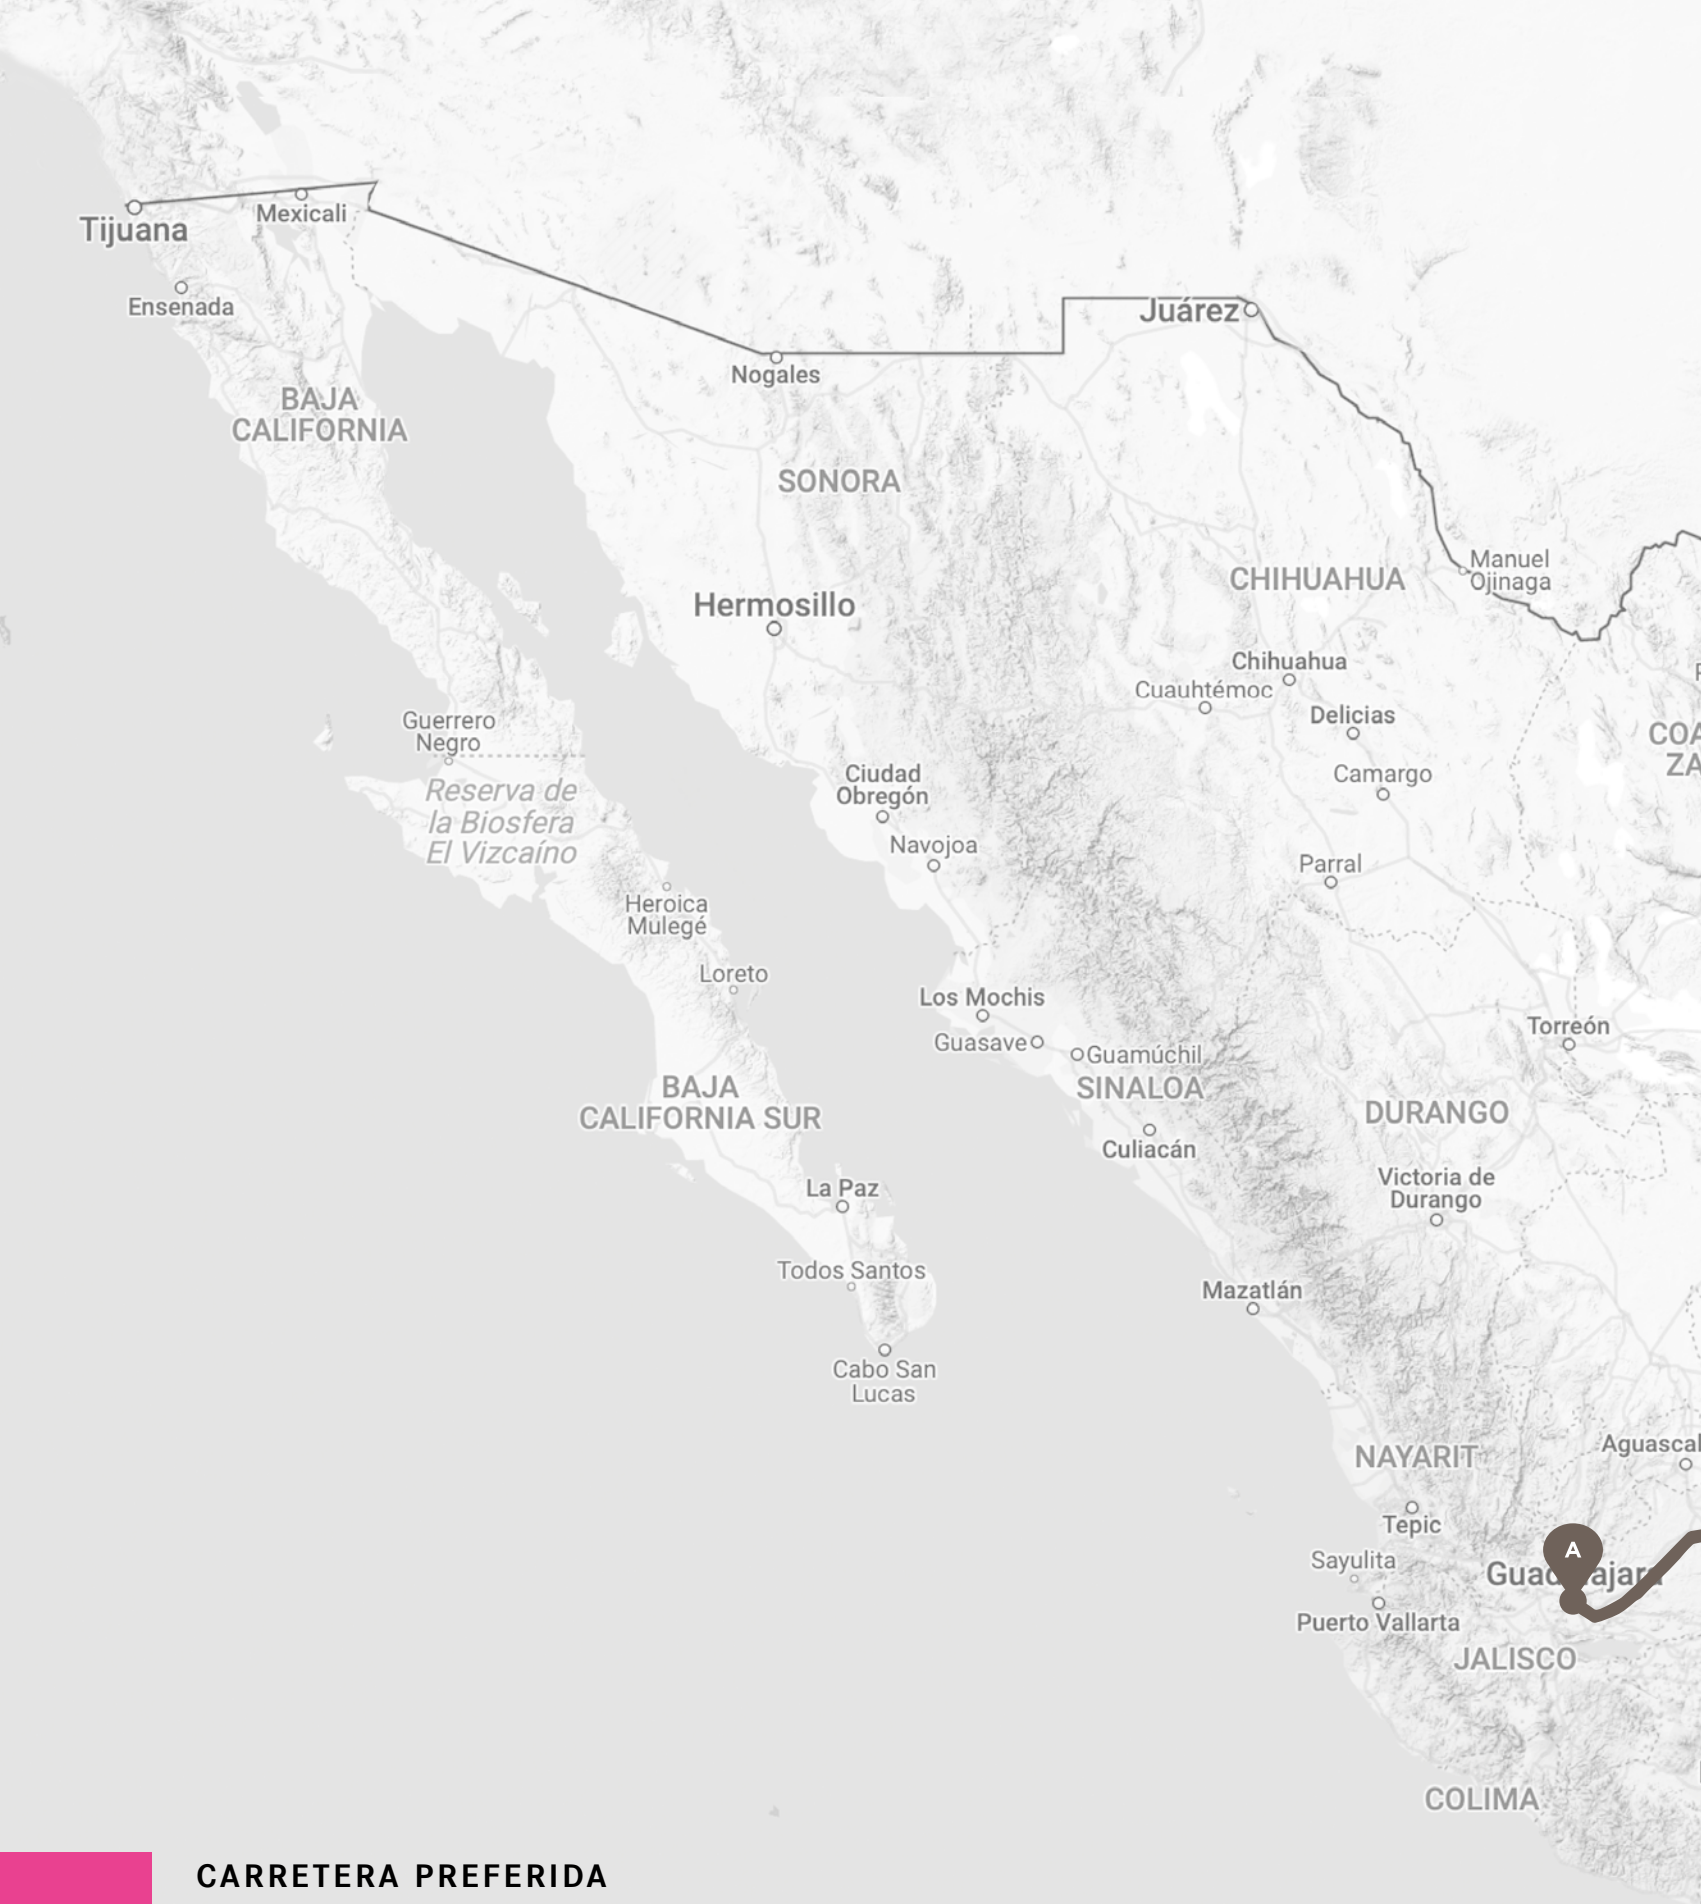 Tijuana
Mexicali
Ensenada
Juárez
Nogales
BAJA
CALIFORNIA
SONORA
Manuel
Ojinaga
CHIHUAHUA
Hermosillo
Chihuahua
Cuauhtémoc
Delicias
Guerrero
Negro
COA
ZA
Ciudad
Obregón
Camargo
Reserva de
la Biosfera
El Vizcaíno
Navojoa
Parral
Heroica
Mulegé
Loreto
Los Mochis
Torreón
Guasave
Guamúchil
SINALOA
BAJA
CALIFORNIA SUR
DURANGO
Culiacán
Victoria de
Durango
La Paz
Todos Santos
Mazatlán
Cabo San
Lucas
NAYARIT
Aguascal
Tepic
A
Sayulita
Puerto Vallarta
JALISCO
COLIMA
CARRETERA PREFERIDA